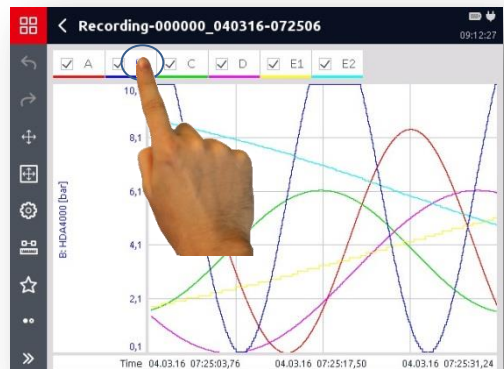 Recording-000000_040316-072506
09:12:27
A C D E1 E2
10,
8,1
6,1
4,1
2,1
0,1
B: HDA4000 [bar]
Time 04.03.16 07:25:03,76 04.03.16 07:25:17,50 04.03.16 07:25:31,24